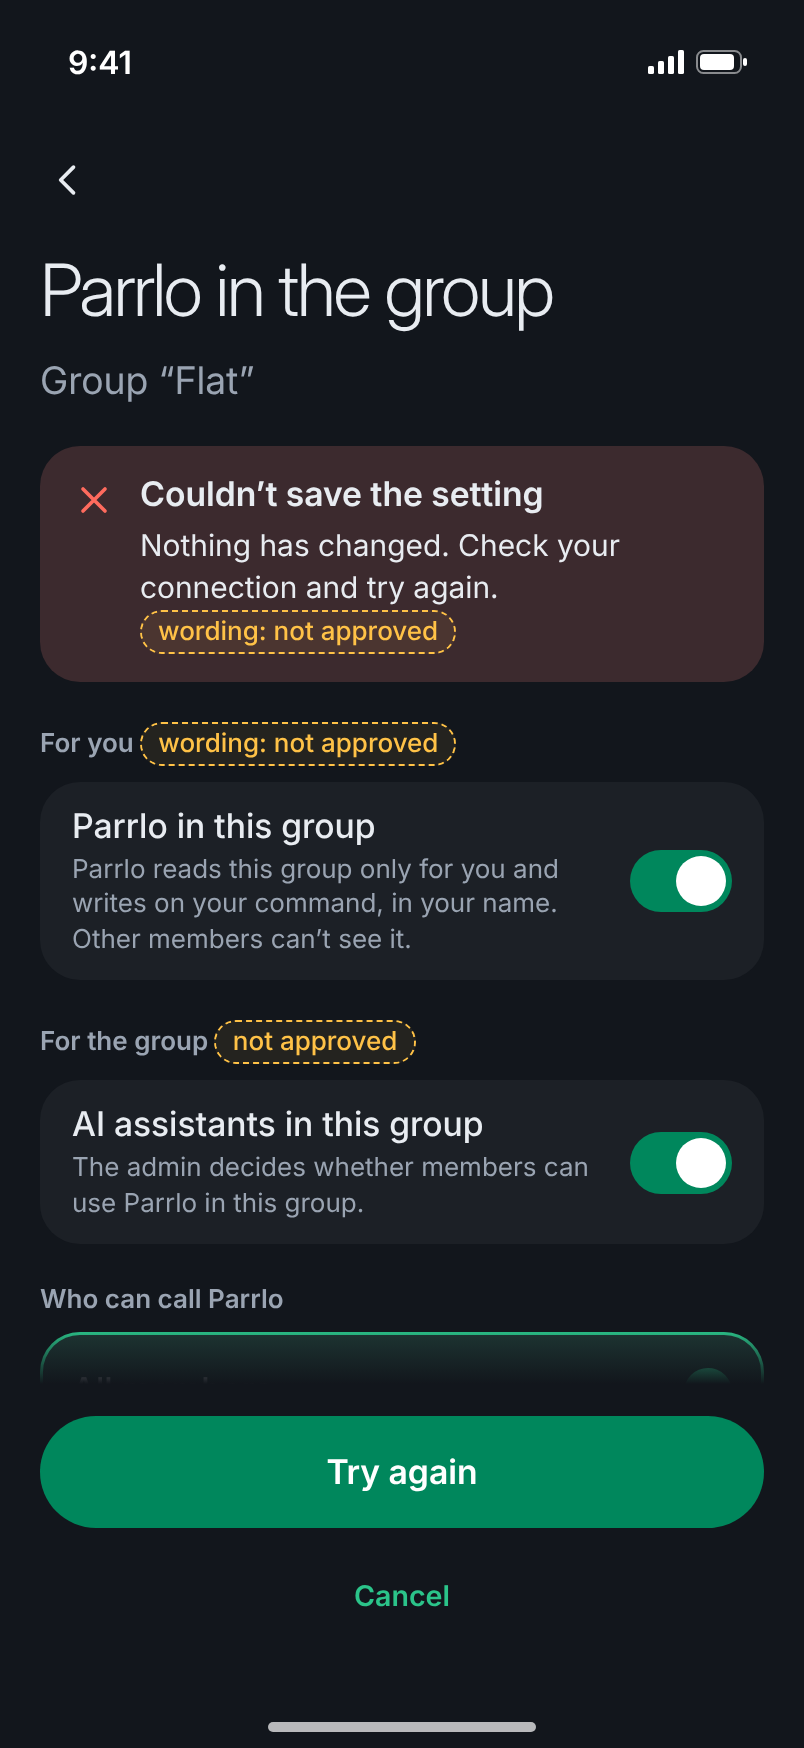 9:41
Parrlo in the group
Group “Flat”
Couldn’t save the setting
Nothing has changed. Check your
connection and try again.
wording: not approved
For you wording: not approved
Parrlo in this group
Parrlo reads this group only for you and
writes on your command, in your name.
Other members can’t see it.
For the group not approved
AI assistants in this group
The admin decides whether members can
use Parrlo in this group.
Who can call Parrlo
Try again
Cancel